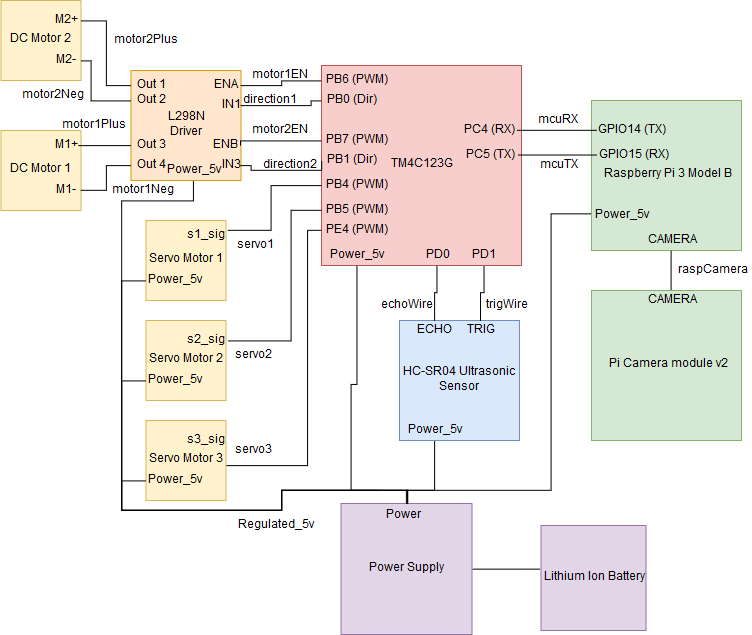 M2+
DC Motor 2
M2-
motor2Plus
motor2Neg
motor1Plus
M1+
DC Motor 1
M1-
motor1Neg
Out 1
ENA
Out 2
IN1
L298N
Driver
Out 3
ENB
Out 4
IN3
Power_5v
motor1EN
direction1
motor2EN
direction2
PB6 (PWM)
PB0 (Dir)
PB7 (PWM)
PB1 (Dir)
PB4 (PWM)
PB5 (PWM)
PE4 (PWM)
PC4 (RX)
PC5 (TX)
TM4C123G
Power_5v
PD0
PD1
mcuRX
mcuTX
GPIO14 (TX)
GPIO15 (RX)
Raspberry Pi 3 Model B
Power_5v
CAMERA
raspCamera
CAMERA
Pi Camera module v2
s1_sig
Servo Motor 1
Power_5v
servo1
s2_sig
Servo Motor 2
Power_5v
servo2
s3_sig
Servo Motor 3
Power_5v
servo3
echoWire
trigWire
ECHO
TRIG
HC-SR04 Ultrasonic
Sensor
Power_5v
Regulated_5v
Power
Power Supply
Lithium Ion Battery